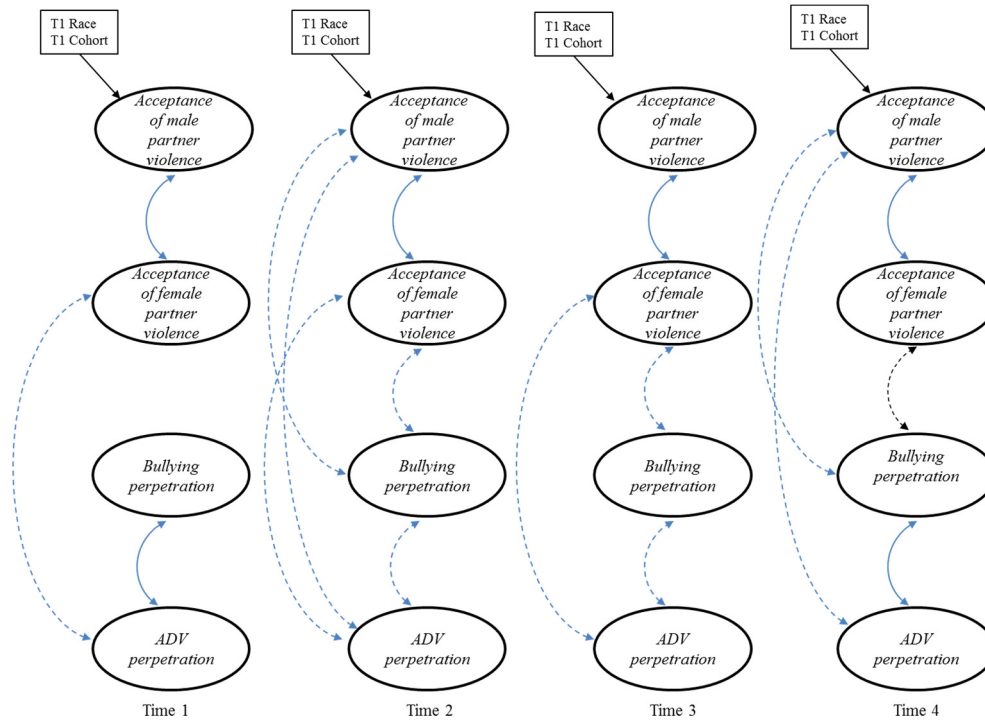 T1 Race
T1 Cohort
T1 Race
T1 Cohort
T1 Race
T1 Cohort
T1 Race
T1 Cohort
Acceptance
of male
partner
violence
Acceptance
of male
partner
violence
Acceptance
of male
partner
violence
Acceptance
of male
partner
violence
Acceptance
of female
partner
violence
Acceptance
of female
partner
violence
Acceptance
of female
partner
violence
Acceptance
of female
partner
violence
Bullying
perpetration
Bullying
perpetration
Bullying
perpetration
Bullying
perpetration
ADV
perpetration
ADV
perpetration
ADV
perpetration
ADV
perpetration
Time 1
Time 2
Time 3
Time 4